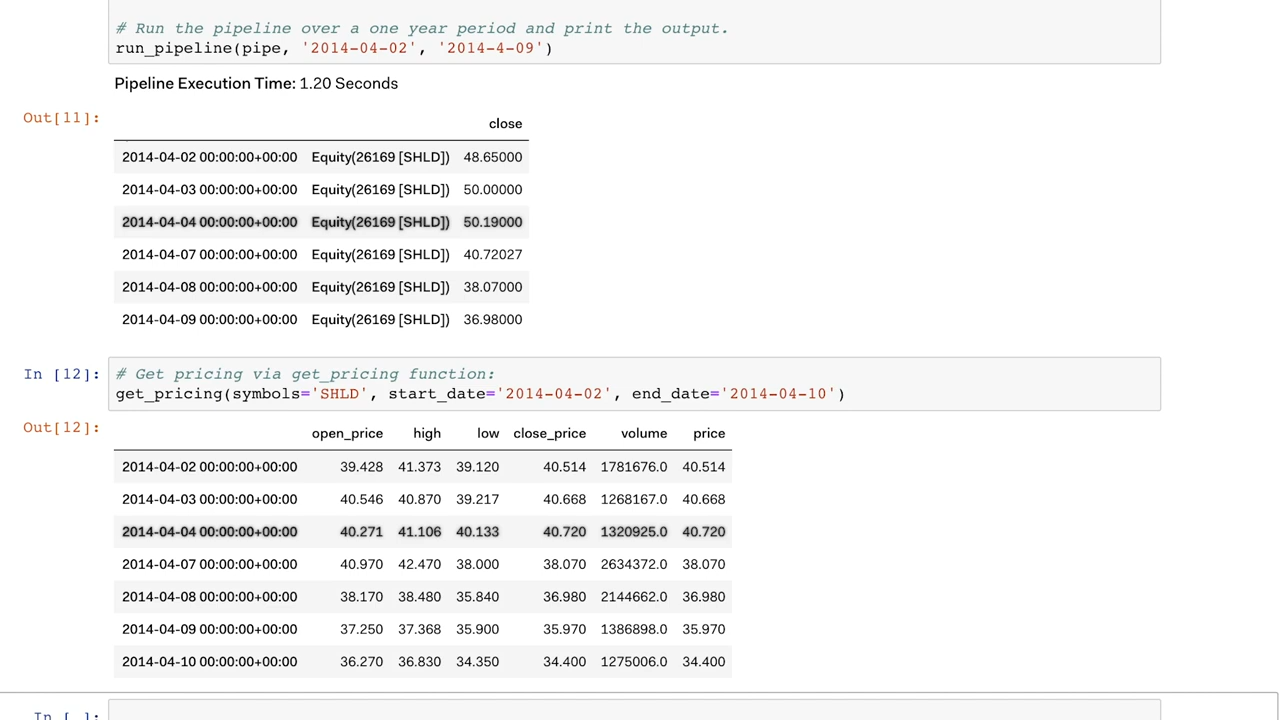 # Run the pipeline over a one year period and print the output.
run_pipeline(pipe, '2014-04-02', '2014-4-09')
Pipeline Execution Time: 1.20 Seconds
Out[11]:
close
2014-04-02 00:00:00+00:00 Equity(26169 [SHLD]) 48.65000
2014-04-03 00:00:00+00:00 Equity(26169 [SHLD]) 50.00000
2014-04-04 00:00:00+00:00 Equity(26169 [SHLD]) 50.19000
2014-04-07 00:00:00+00:00 Equity(26169 [SHLD]) 40.72027
2014-04-08 00:00:00+00:00 Equity(26169 [SHLD]) 38.07000
2014-04-09 00:00:00+00:00 Equity(26169 [SHLD]) 36.98000
In [12]: # Get pricing via get_pricing function:
get_pricing(symbols='SHLD', start_date='2014-04-02', end_date='2014-04-10')
Out[12]:
open_price high low close_price volume price
2014-04-02 00:00:00+00:00 39.428 41.373 39.120 40.514 1781676.0 40.514
2014-04-03 00:00:00+00:00 40.546 40.870 39.217 40.668 1268167.0 40.668
2014-04-04 00:00:00+00:00 40.271 41.106 40.133 40.720 1320925.0 40.720
2014-04-07 00:00:00+00:00 40.970 42.470 38.000 38.070 2634372.0 38.070
2014-04-08 00:00:00+00:00 38.170 38.480 35.840 36.980 2144662.0 36.980
2014-04-09 00:00:00+00:00 37.250 37.368 35.900 35.970 1386898.0 35.970
2014-04-10 00:00:00+00:00 36.270 36.830 34.350 34.400 1275006.0 34.400
In [ ]: